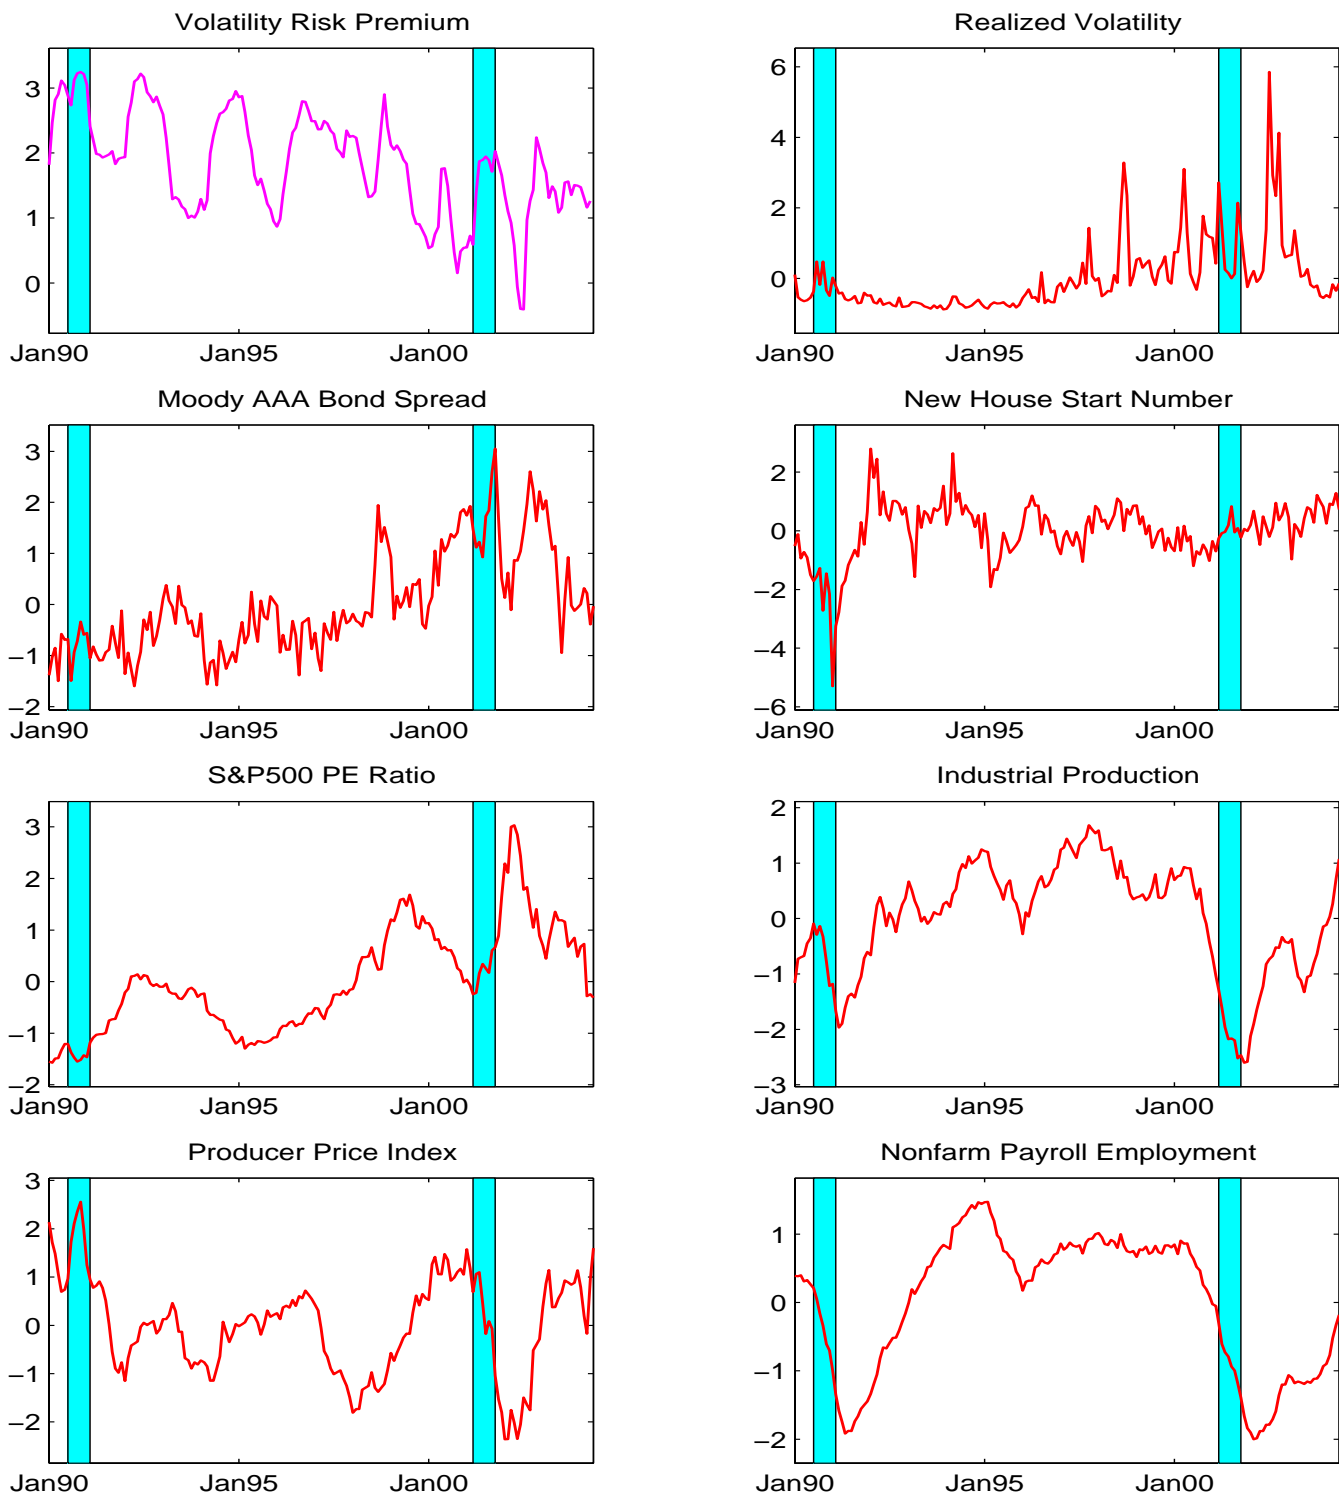 Volatility Risk Premium
3
2
1
0
Jan90 Jan95 Jan00
Realized Volatility
6
4
2
0
Jan90 Jan95 Jan00
Moody AAA Bond Spread
3
2
1
0
−1
−2
Jan90 Jan95 Jan00
New House Start Number
2
0
−2
−4
−6
Jan90 Jan95 Jan00
S&P500 PE Ratio
3
2
1
0
−1
−2
Jan90 Jan95 Jan00
Industrial Production
2
1
0
−1
−2
−3
Jan90 Jan95 Jan00
Producer Price Index
3
2
1
0
−1
−2
Jan90 Jan95 Jan00
Nonfarm Payroll Employment
1
0
−1
−2
Jan90 Jan95 Jan00